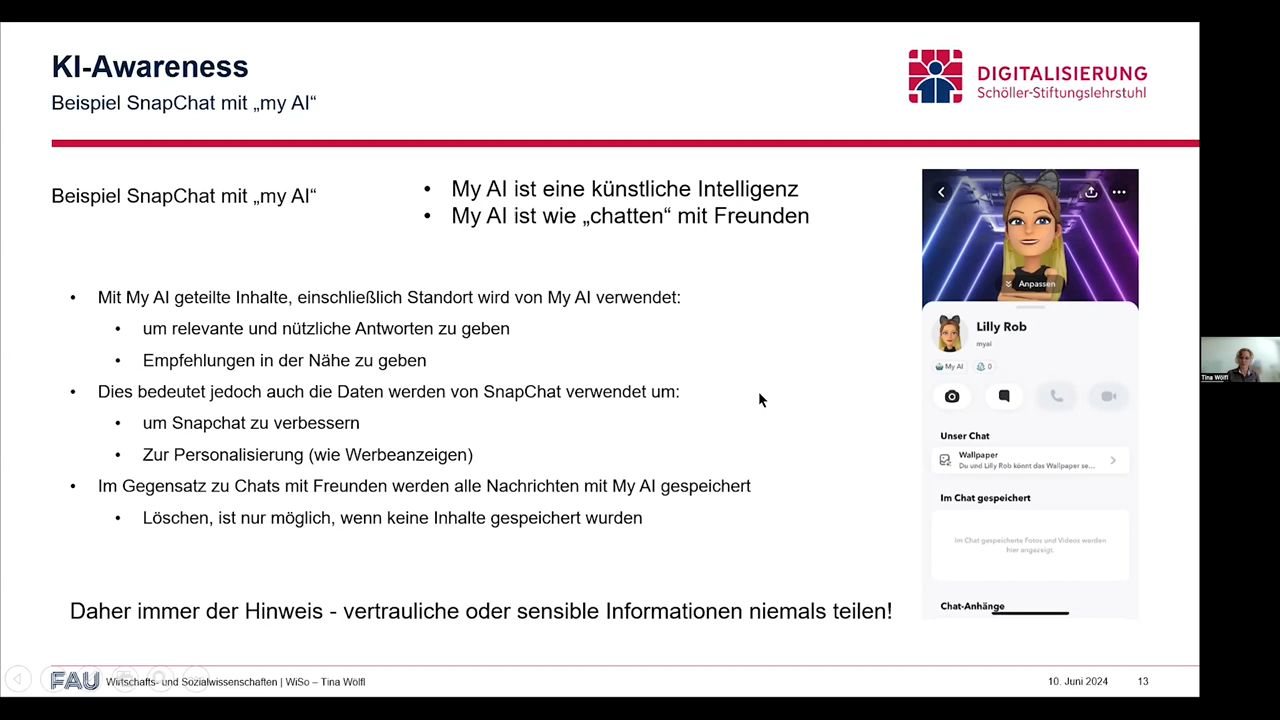 KI-Awareness
Beispiel SnapChat mit „my AI“
DIGITALISIERUNG
Schöller-Stiftungslehrstuhl
Beispiel SnapChat mit „my AI“
• My AI ist eine künstliche Intelligenz
• My AI ist wie „chatten“ mit Freunden
• Mit My AI geteilte Inhalte, einschließlich Standort wird von My AI verwendet:
• um relevante und nützliche Antworten zu geben
• Empfehlungen in der Nähe zu geben
• Dies bedeutet jedoch auch die Daten werden von SnapChat verwendet um:
• um Snapchat zu verbessern
• Zur Personalisierung (wie Werbeanzeigen)
• Im Gegensatz zu Chats mit Freunden werden alle Nachrichten mit My AI gespeichert
• Löschen, ist nur möglich, wenn keine Inhalte gespeichert wurden
Daher immer der Hinweis - vertrauliche oder sensible Informationen niemals teilen!
Anpassen
Lilly Rob
myai
My AI 0
Unser Chat
Wallpaper
Du und Lilly Rob könnt das Wallpaper se...
Im Chat gespeichert
Im Chat gespeicherte Fotos und Videos werden
hier angezeigt.
Chat-Anhänge
Tina Wölfl
FAU Wirtschafts- und Sozialwissenschaften | WiSo – Tina Wölfl
10. Juni 2024 13